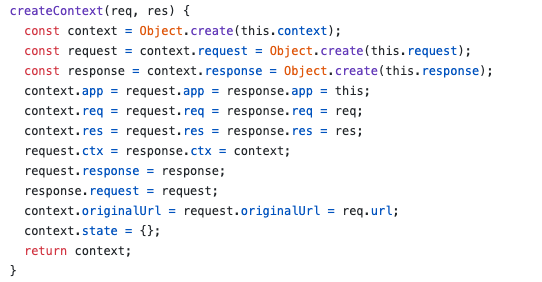 createContext(req, res) {
  const context = Object.create(this.context);
  const request = context.request = Object.create(this.request);
  const response = context.response = Object.create(this.response);
  context.app = request.app = response.app = this;
  context.req = request.req = response.req = req;
  context.res = request.res = response.res = res;
  request.ctx = response.ctx = context;
  request.response = response;
  response.request = request;
  context.originalUrl = request.originalUrl = req.url;
  context.state = {};
  return context;
}